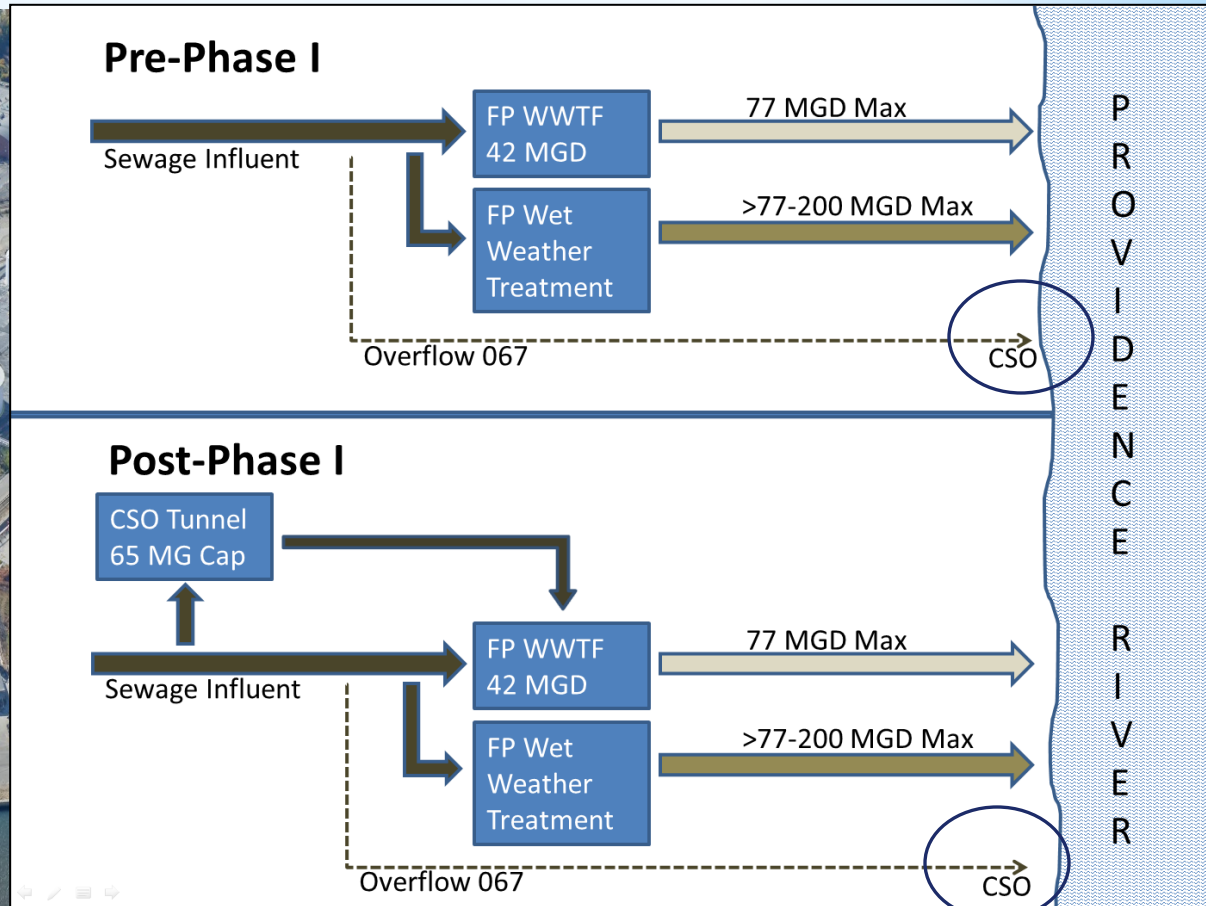 Pre-Phase I
Sewage Influent
FP WWTF
42 MGD
77 MGD Max
FP Wet
Weather
Treatment
>77-200 MGD Max
Overflow 067
CSO
Post-Phase I
CSO Tunnel
65 MG Cap
Sewage Influent
FP WWTF
42 MGD
77 MGD Max
FP Wet
Weather
Treatment
>77-200 MGD Max
Overflow 067
CSO
PROVIDENCE RIVER